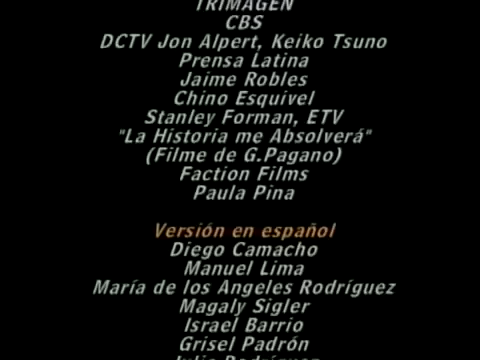 TRIMAGEN
CBS
DCTV Jon Alpert, Keiko Tsuno
Prensa Latina
Jaime Robles
Chino Esquivel
Stanley Forman, ETV
"La Historia me Absolverá"
(Filme de G.Pagano)
Faction Films
Paula Pina
Versión en español
Diego Camacho
Manuel Lima
María de los Angeles Rodríguez
Magaly Sigler
Israel Barrio
Grisel Padrón
Julio Rodríguez